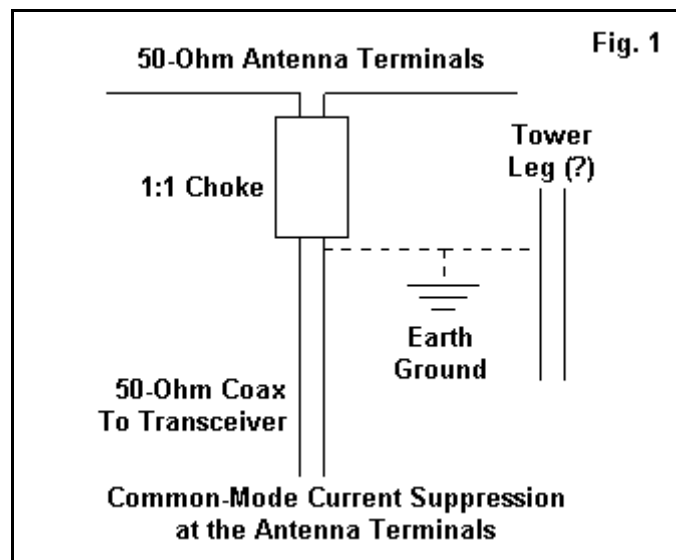 Fig. 1
50-Ohm Antenna Terminals
Tower
Leg (?)
1:1 Choke
Earth
Ground
50-Ohm Coax
To Transceiver
Common-Mode Current Suppression
at the Antenna Terminals